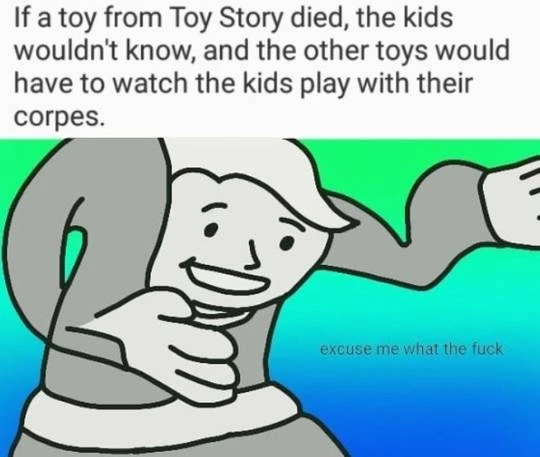 If a toy from Toy Story died, the kids
wouldn't know, and the other toys would
have to watch the kids play with their
corpes.
excuse me what the fuck